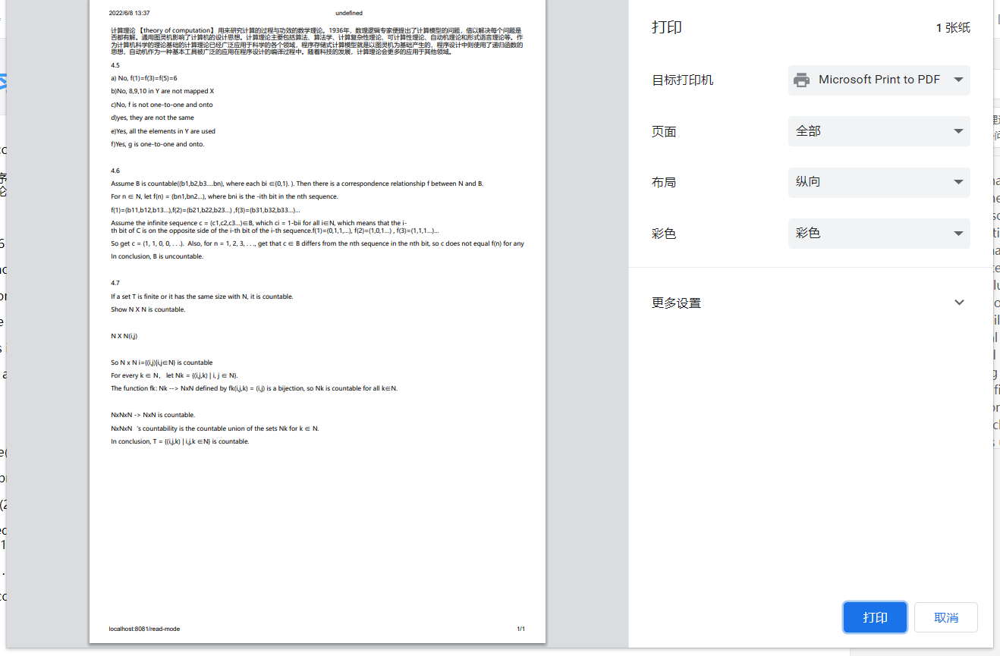 2022/6/8 13:37
undefined
计算理论 【theory of computation】 用来研究计算的过程与功效的数学理论。1936年，数理逻辑专家便提出了计算模型的问题，借以解决每个问题是
否都有解。通用图灵机影响了计算机的设计思想。计算理论主要包括算法、算法学、计算复杂性理论、可计算性理论、自动机理论和形式语言理论等。作
为计算机科学的理论基础的计算理论已经广泛应用于科学的各个领域，程序存储式计算模型就是以图灵机为基础产生的，程序设计中则使用了递归函数的
思想，自动机作为一种基本工具被广泛的应用在程序设计的编译过程中。随着科技的发展，计算理论会更多的应用于其他领域。
4.5
a) No, f(1)=f(3)=f(5)=6
b)No, 8,9,10 in Y are not mapped X
c)No, f is not one-to-one and onto
d)yes, they are not the same
e)Yes, all the elements in Y are used
f)Yes, g is one-to-one and onto.
4.6
Assume B is countable((b1,b2,b3....bn), where each bi ∈{0,1}. ). Then there is a correspondence relationship f between N and B.
For n ∈ N, let f(n) = (bn1,bn2...), where bni is the -ith bit in the nth sequence.
f(1)=(b11,b12,b13...),f(2)=(b21,b22,b23...) ,f(3)=(b31,b32,b33...)...
Assume the infinite sequence c = (c1,c2,c3...)∈B, which ci = 1-bii for all i∈N, which means that the i-
th bit of C is on the opposite side of the i-th bit of the i-th sequence.f(1)=(0,1,1,...), f(2)=(1,0,1...) , f(3)=(1,1,1...)...
So get c = (1, 1, 0, 0, . . .).  Also, for n = 1, 2, 3, . . ., get that c ∈ B differs from the nth sequence in the nth bit, so c does not equal f(n) for any
In conclusion, B is uncountable.
4.7
If a set T is finite or it has the same size with N, it is countable.
Show N X N is countable.
N X N(i,j)
So N x N i={(i,j)|i,j∈N} is countable
For every k ∈ N， let Nk = {(i,j,k) | i, j ∈ N}.
The function fk: Nk --> NxN defined by fk(i,j,k) = (i,j) is a bijection, so Nk is countable for all k∈N.
NxNxN -> NxN is countable.
NxNxN 's countability is the countable union of the sets Nk for k ∈ N.
In conclusion, T = {(i,j,k) | i,j,k ∈N} is countable.
localhost:8081/read-mode
1/1
打印
1 张纸
目标打印机
Microsoft Print to PDF
页面
全部
布局
纵向
彩色
彩色
更多设置
打印
取消